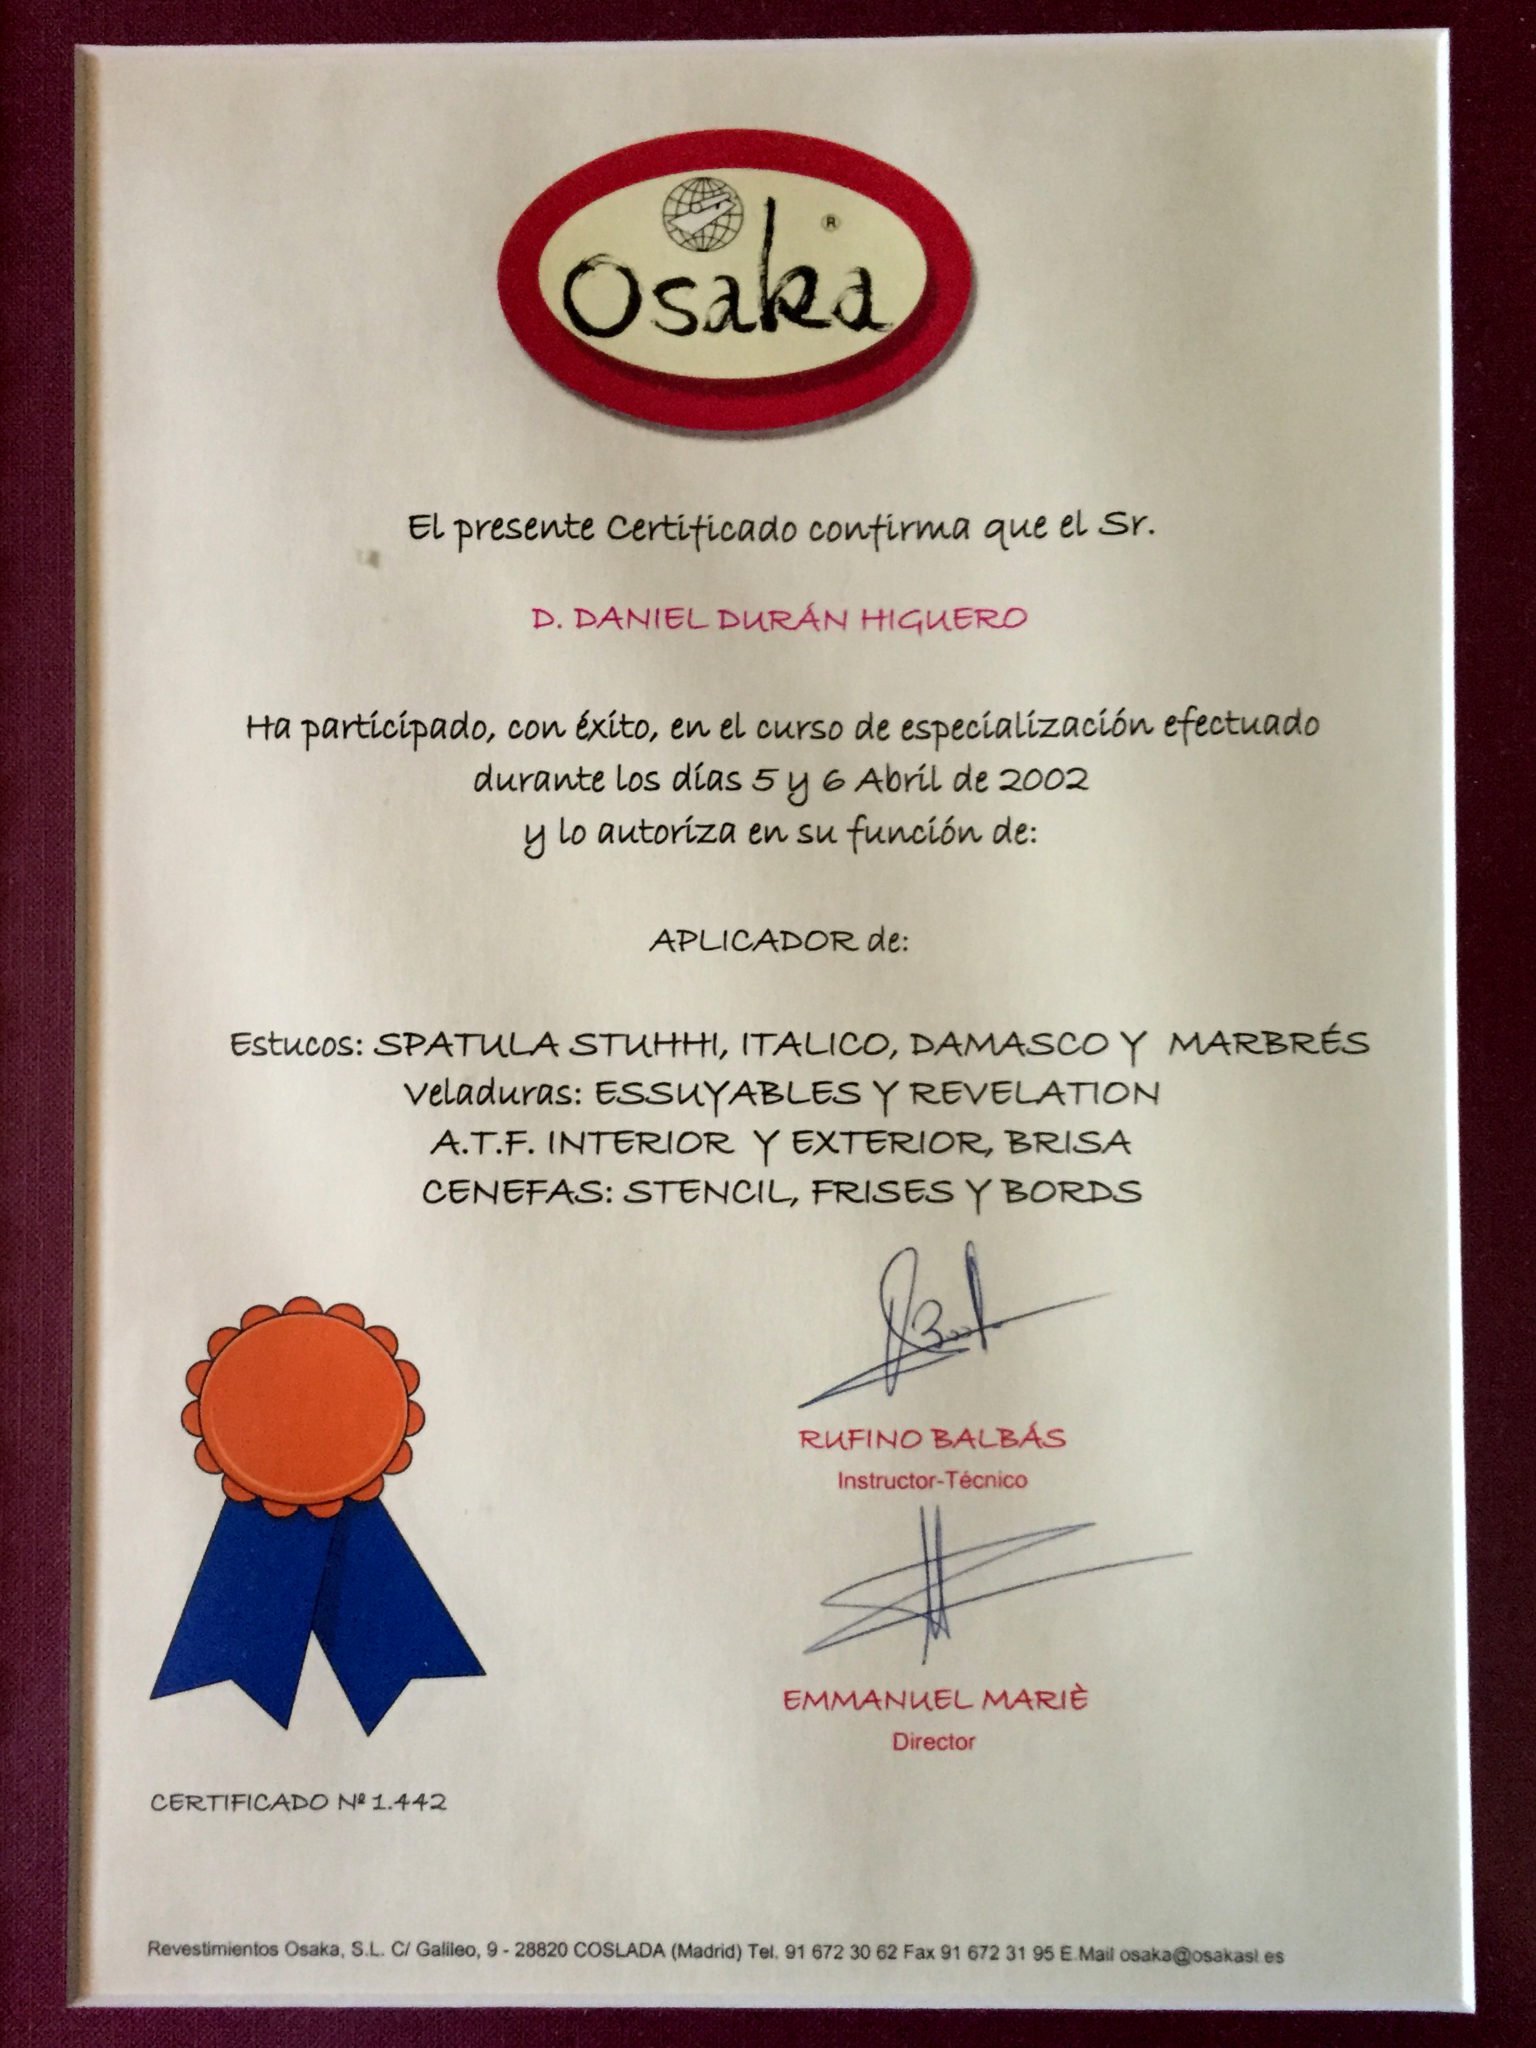 Osaka ®
El presente Certificado confirma que el Sr.
D. DANIEL DURÁN HIGUERO
Ha participado, con éxito, en el curso de especialización efectuado
durante los días 5 y 6 Abril de 2002
y lo autoriza en su función de:
APLICADOR de:
Estucos: SPATULA STUHHI, ITALICO, DAMASCO Y MARBRÉS
Veladuras: ESSUYABLES Y REVELATION
A.T.F. INTERIOR Y EXTERIOR, BRISA
CENEFAS: STENCIL, FRISES Y BORDS
RUFINO BALBÁS
Instructor-Técnico
EMMANUEL MARIÈ
Director
CERTIFICADO Nº 1.442
Revestimientos Osaka, S.L. C/ Galileo, 9 - 28820 COSLADA (Madrid) Tel. 91 672 30 62 Fax 91 672 31 95 E.Mail osaka@osakasl.es